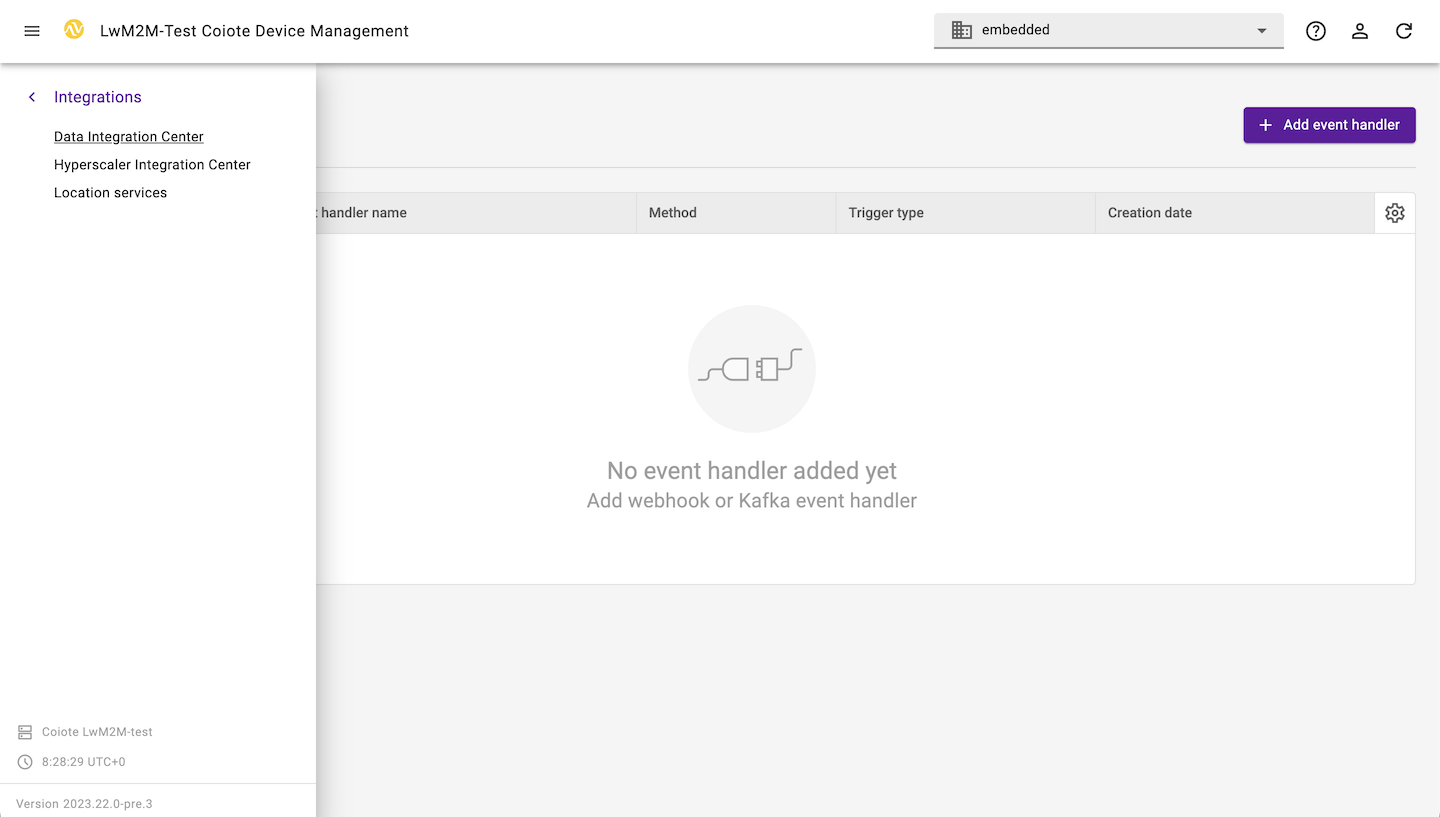 LwM2M-Test Coiote Device Management
embedded
Integrations
Data Integration Center
Hyperscaler Integration Center
Location services
Add event handler
handler name
Method
Trigger type
Creation date
No event handler added yet
Add webhook or Kafka event handler
Coiote LwM2M-test
8:28:29 UTC+0
Version 2023.22.0-pre.3